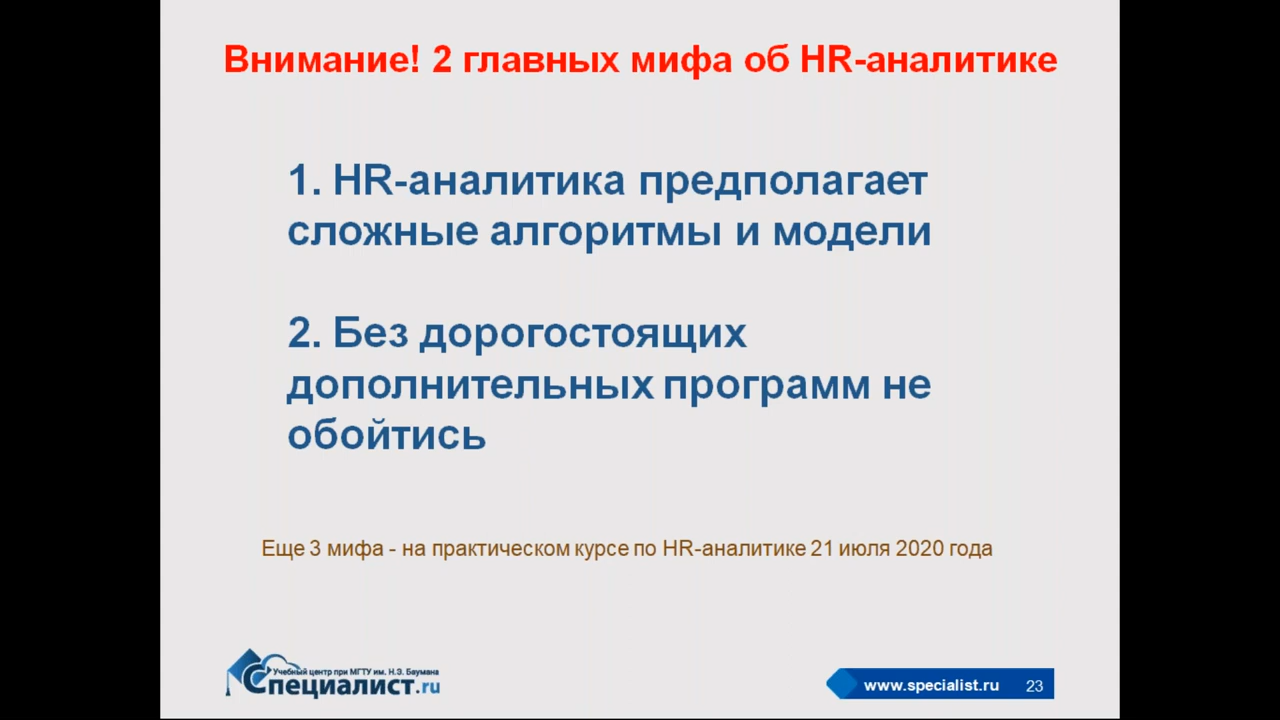 Внимание! 2 главных мифа об HR-аналитике
1. HR-аналитика предполагает
сложные алгоритмы и модели
2. Без дорогостоящих
дополнительных программ не
обойтись
Еще 3 мифа - на практическом курсе по HR-аналитике 21 июля 2020 года
Учебный центр при МГТУ им. Н.Э. Баумана
Специалист.ru
www.specialist.ru 23